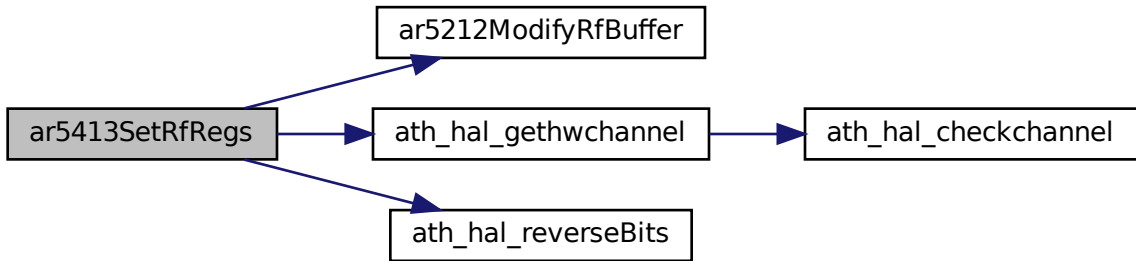 ar5212ModifyRfBuffer
ar5413SetRfRegs
ath_hal_gethwchannel
ath_hal_checkchannel
ath_hal_reverseBits